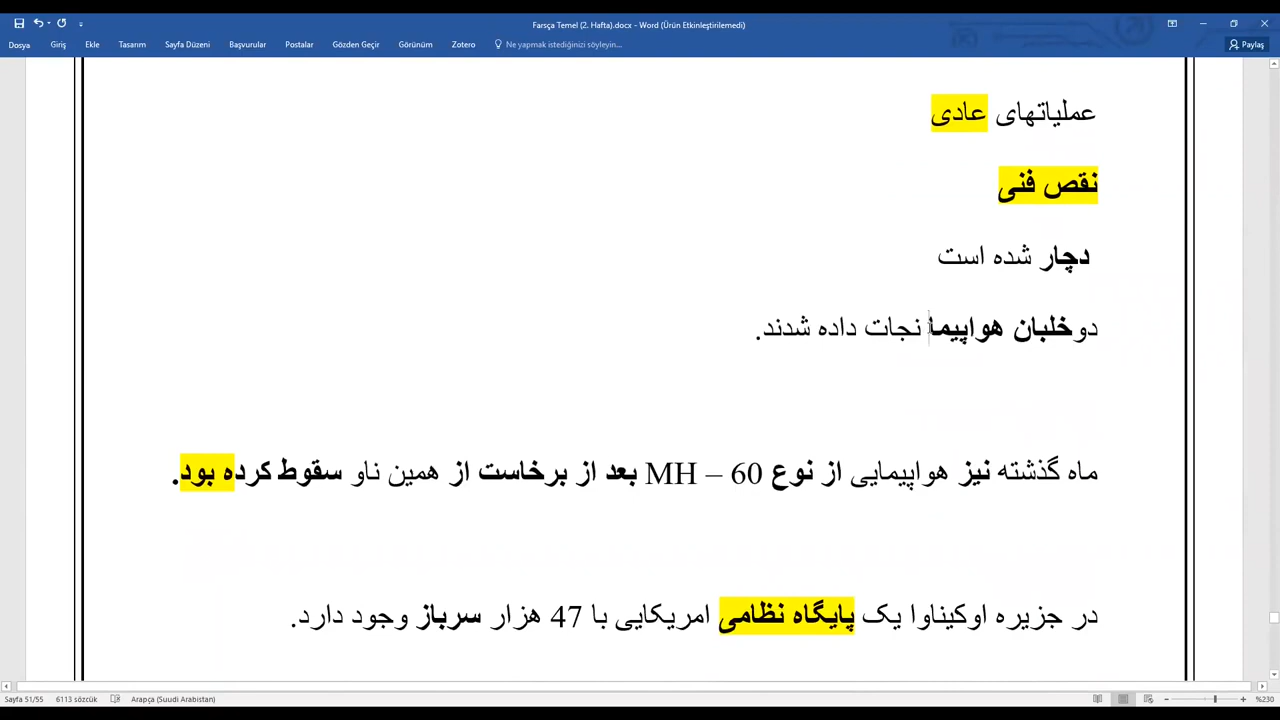 Farsça Temel (2. Hafta).docx - Word (Ürün Etkinleştirilemedi)
Dosya Giriş Ekle Tasarım Sayfa Düzeni Başvurular Postalar Gözden Geçir Görünüm Zotero Ne yapmak istediğinizi söyleyin... Paylaş
عملیاتهای عادی
نقص فنی
دچار شده است
دوخلبان هواپیما نجات داده شدند.
ماه گذشته نیز هواپیمایی از نوع MH – 60 بعد از برخاست از همین ناو سقوط کرده بود.
در جزیره اوکیناوا یک پایگاه نظامی امریکایی با 47 هزار سرباز وجود دارد.
Sayfa 51/55 6113 sözcük Arapça (Suudi Arabistan) %230